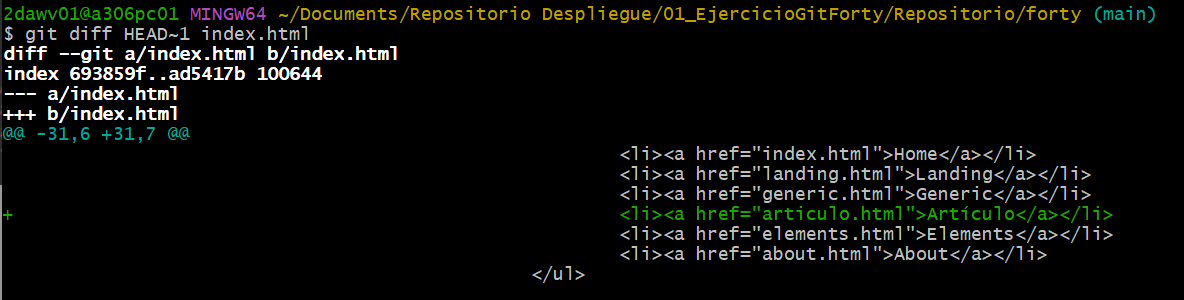 2dawv01@a306pc01 MINGW64 ~/Documents/Repositorio Despliegue/01_EjercicioGitForty/Repositorio/forty (main)
$ git diff HEAD~1 index.html
diff --git a/index.html b/index.html
index 693859f..ad5417b 100644
--- a/index.html
+++ b/index.html
@@ -31,6 +31,7 @@
<li><a href="index.html">Home</a></li>
<li><a href="landing.html">Landing</a></li>
<li><a href="generic.html">Generic</a></li>
+ <li><a href="articulo.html">Artículo</a></li>
<li><a href="elements.html">Elements</a></li>
<li><a href="about.html">About</a></li>
</ul>